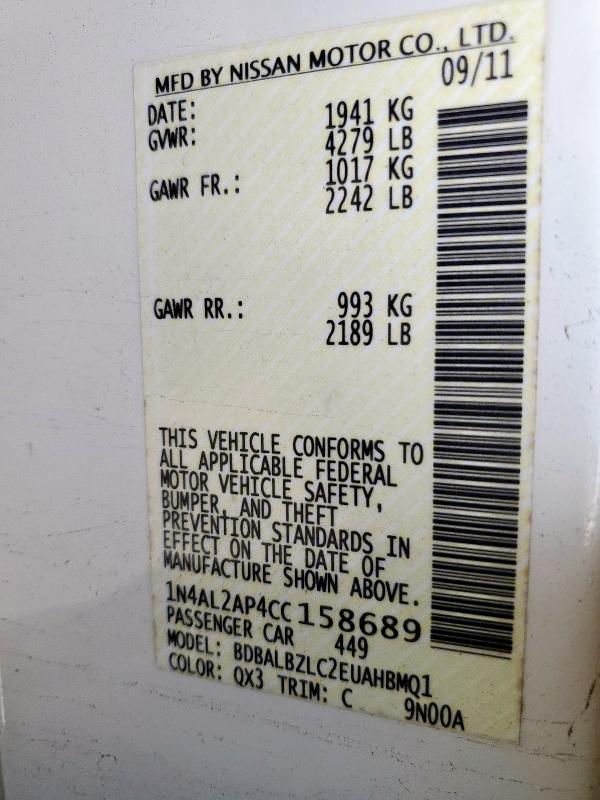 MFD BY NISSAN MOTOR CO., LTD.
DATE: 09/11
GVWR: 1941 KG
4279 LB
GAWR FR.: 1017 KG
2242 LB
GAWR RR.: 993 KG
2189 LB
THIS VEHICLE CONFORMS TO
ALL APPLICABLE FEDERAL
MOTOR VEHICLE SAFETY,
BUMPER, AND THEFT
PREVENTION STANDARDS IN
EFFECT ON THE DATE OF
MANUFACTURE SHOWN ABOVE.
1N4AL2AP4CC158689
PASSENGER CAR 449
MODEL: BDBALBZLC2EUAHBMQ1
COLOR: QX3 TRIM: C 9N00A